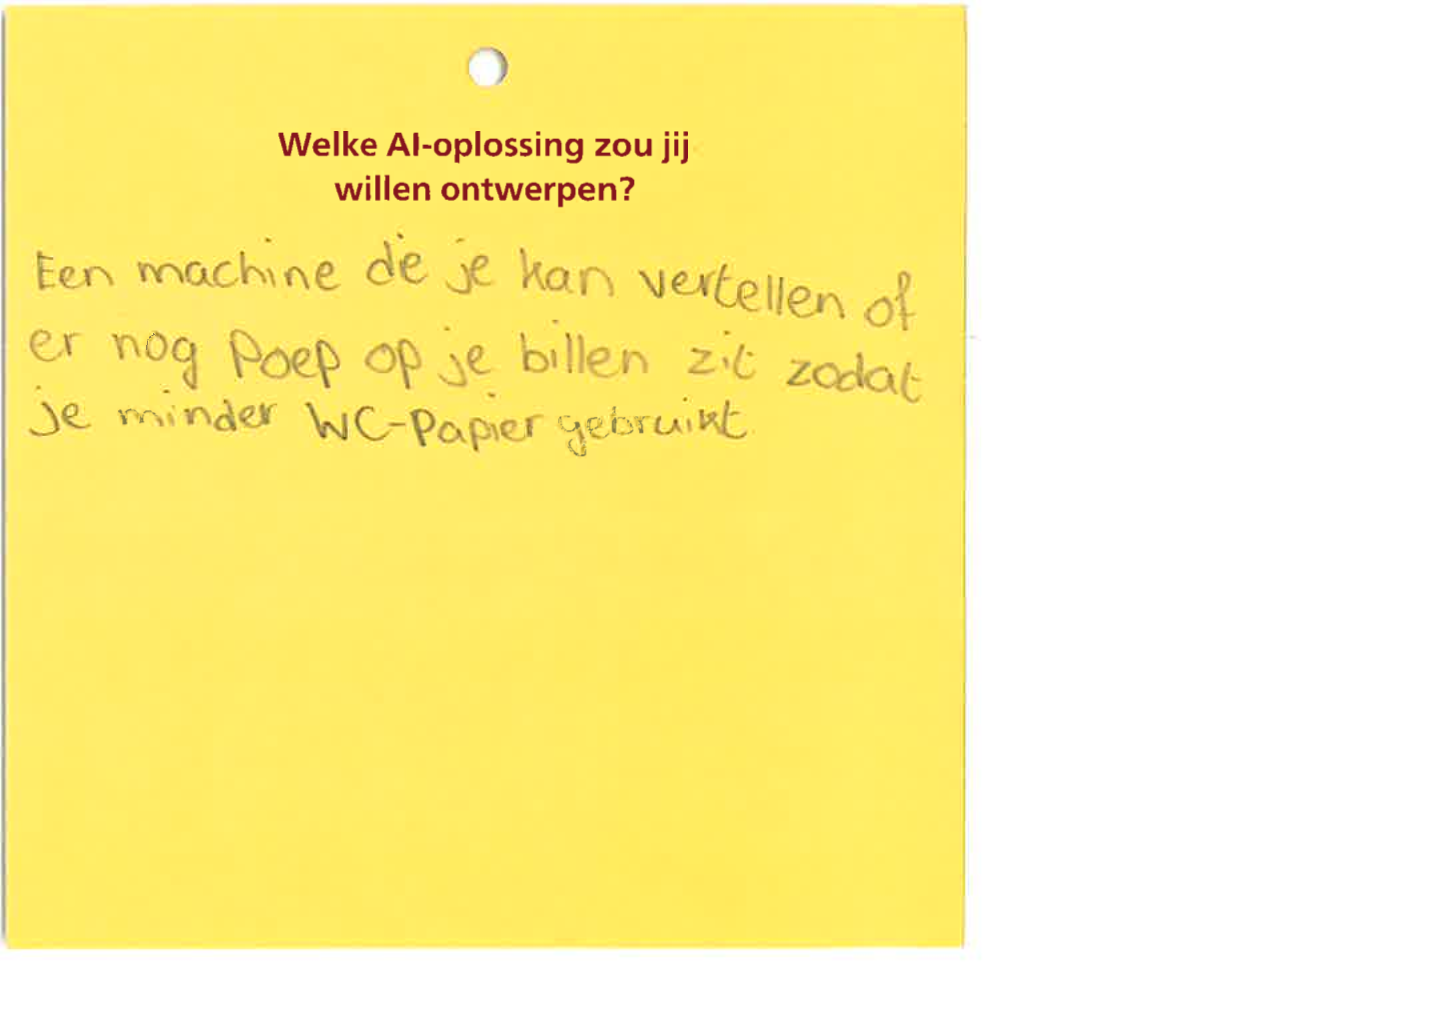 Welke AI-oplossing zou jij
willen ontwerpen?
Een machine die je kan vertellen of
er nog poep op je billen zit zodat
je minder WC-papier gebruikt